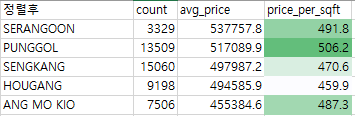 정렬후 count avg_price price_per_sqft
SERANGOON 3329 537757.8 491.8
PUNGGOL 13509 517089.9 506.2
SENGKANG 15060 497987.2 470.6
HOUGANG 9198 494585.9 459.9
ANG MO KIO 7506 455384.6 487.3